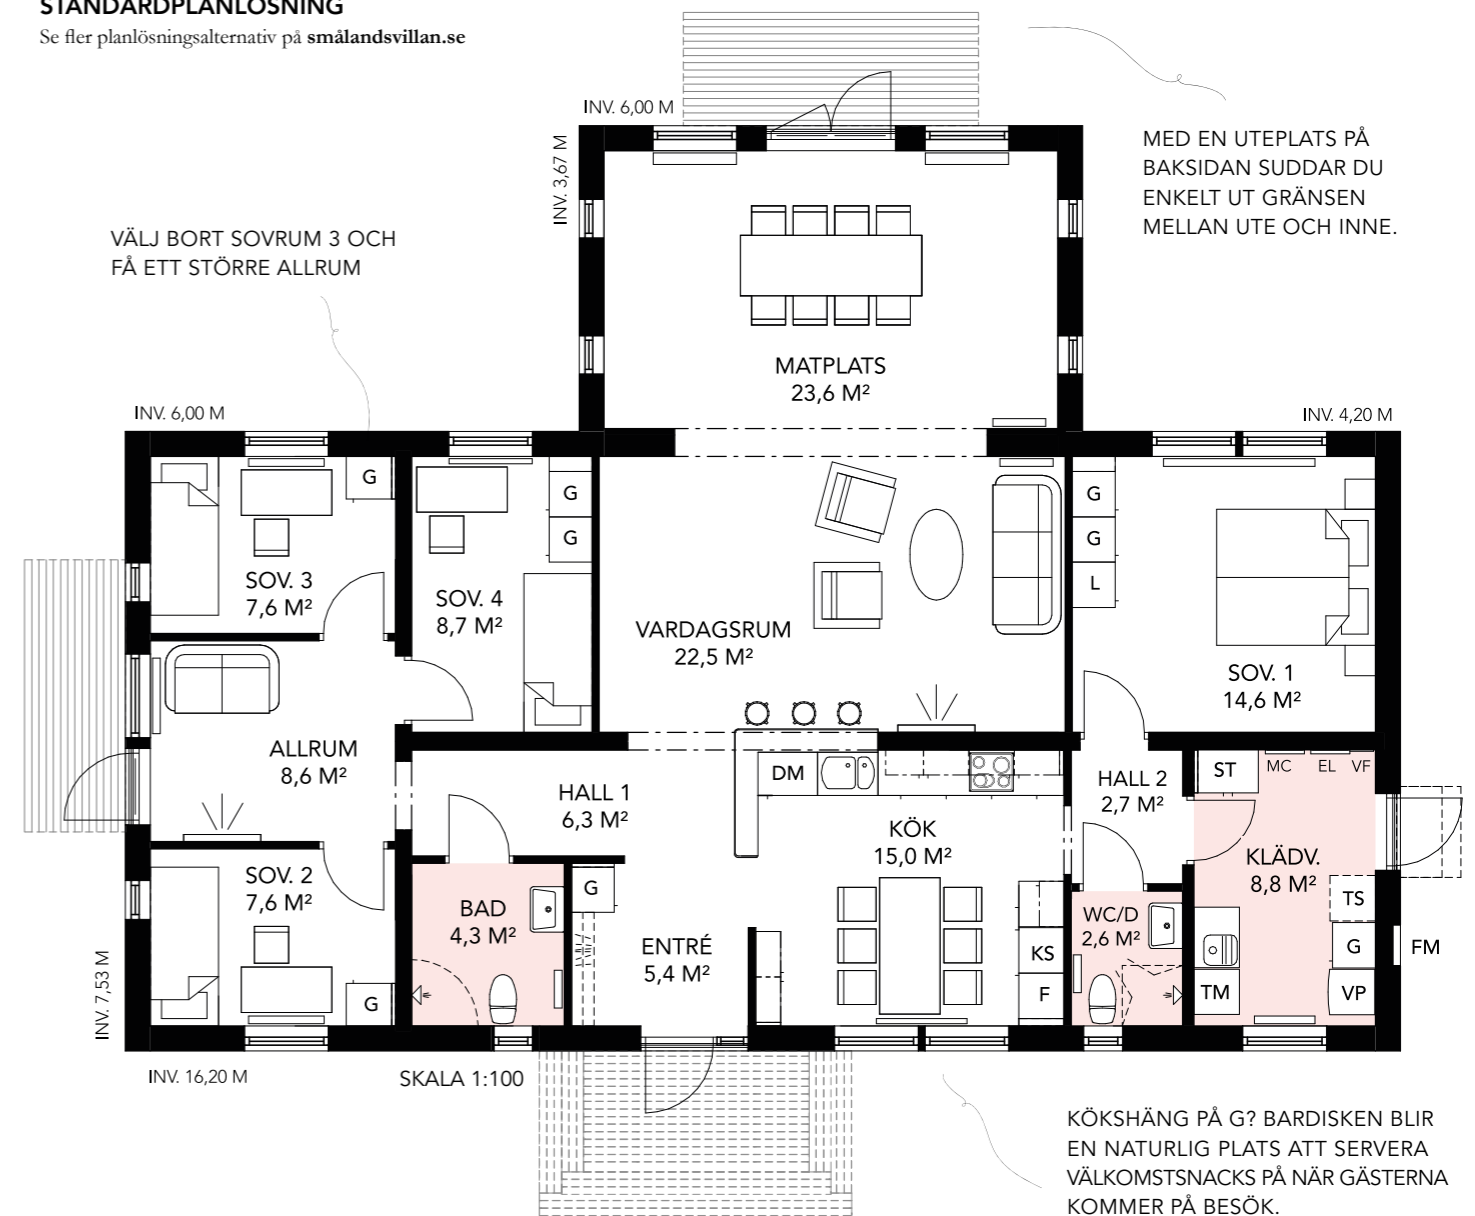 STANDARDPLANLÖSNING
Se fler planlösningsalternativ på smålandsvillan.se
INV. 6,00 M
INV. 3,67 M
MED EN UTEPLATS PÅ
BAKSIDAN SUDDAR DU
ENKELT UT GRÄNSEN
MELLAN UTE OCH INNE.
VÄLJ BORT SOVRUM 3 OCH
FÅ ETT STÖRRE ALLRUM
MATPLATS
23,6 M²
INV. 6,00 M
INV. 4,20 M
G
G
G
G
G
L
SOV. 3
7,6 M²
SOV. 4
8,7 M²
VARDAGSRUM
22,5 M²
SOV. 1
14,6 M²
ALLRUM
8,6 M²
HALL 1
6,3 M²
DM
KÖK
15,0 M²
HALL 2
2,7 M²
ST
MC
EL
VF
KLÄDV.
8,8 M²
SOV. 2
7,6 M²
BAD
4,3 M²
G
ENTRÉ
5,4 M²
WC/D
2,6 M²
TS
G
FM
KS
F
TM
VP
G
INV. 7,53 M
INV. 16,20 M
SKALA 1:100
KÖKSHÄNG PÅ G? BARDISKEN BLIR
EN NATURLIG PLATS ATT SERVERA
VÄLKOMSTSNACKS PÅ NÄR GÄSTERNA
KOMMER PÅ BESÖK.